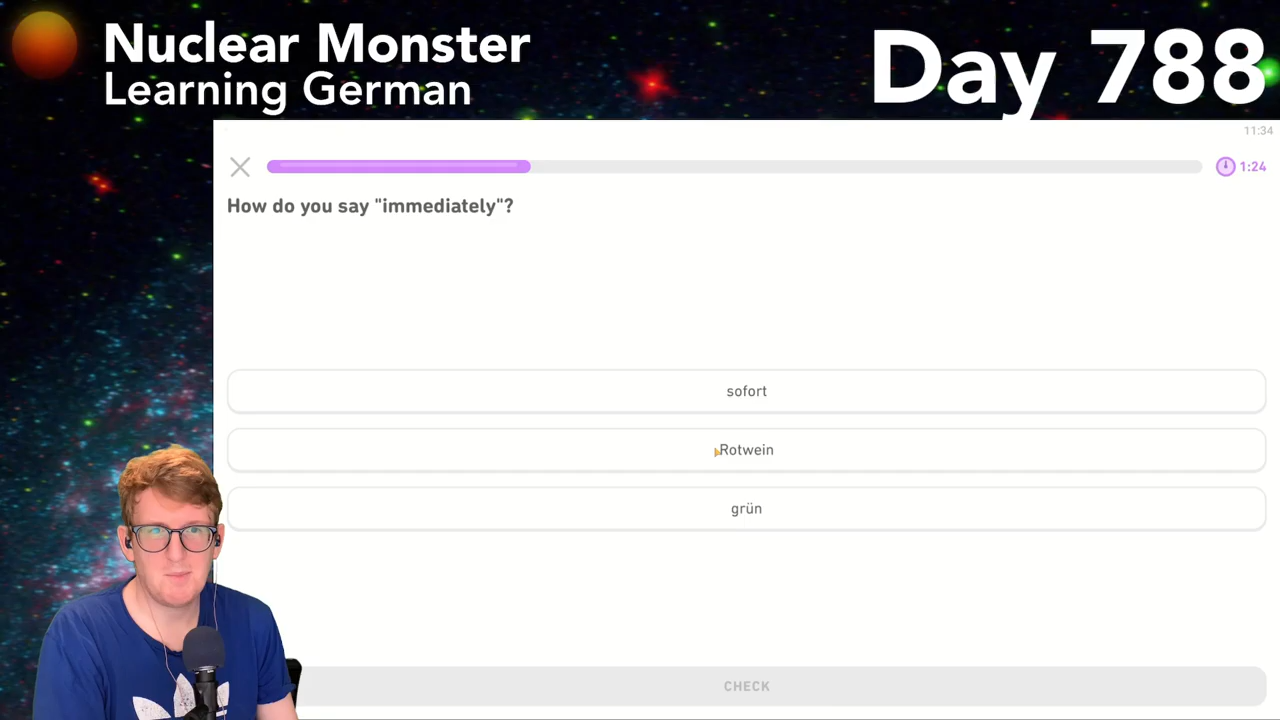 Nuclear Monster
Learning German
Day 788
11:34
1:24
How do you say "immediately"?
sofort
Rotwein
grün
CHECK